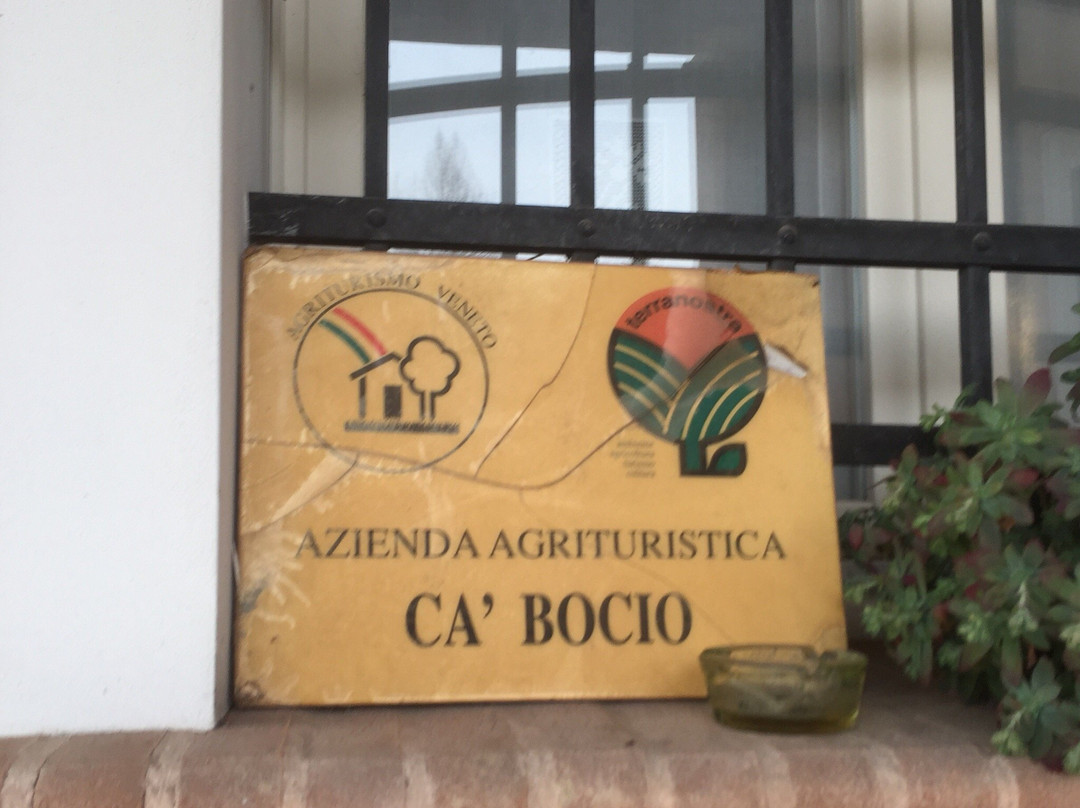 AGRITURISMO VENETO
terranostra
AZIENDA AGRITURISTICA
CA' BOCIO